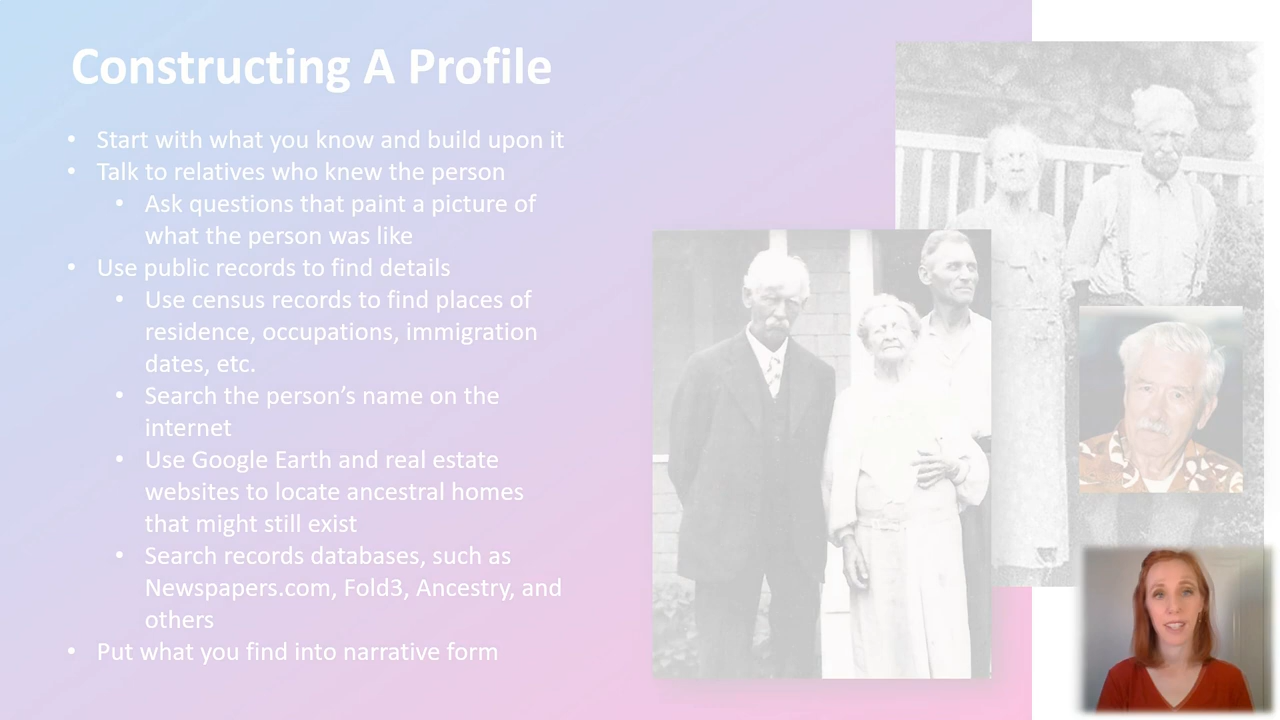 Constructing A Profile
• Start with what you know and build upon it
• Talk to relatives who knew the person
• Ask questions that paint a picture of
what the person was like
• Use public records to find details
• Use census records to find places of
residence, occupations, immigration
dates, etc.
• Search the person’s name on the
internet
• Use Google Earth and real estate
websites to locate ancestral homes
that might still exist
• Search records databases, such as
Newspapers.com, Fold3, Ancestry, and
others
• Put what you find into narrative form